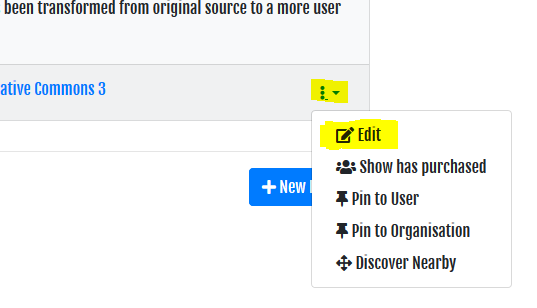 been transformed from original source to a more user
ative Commons 3
Edit
Show has purchased
New
Pin to User
Pin to Organisation
Discover Nearby